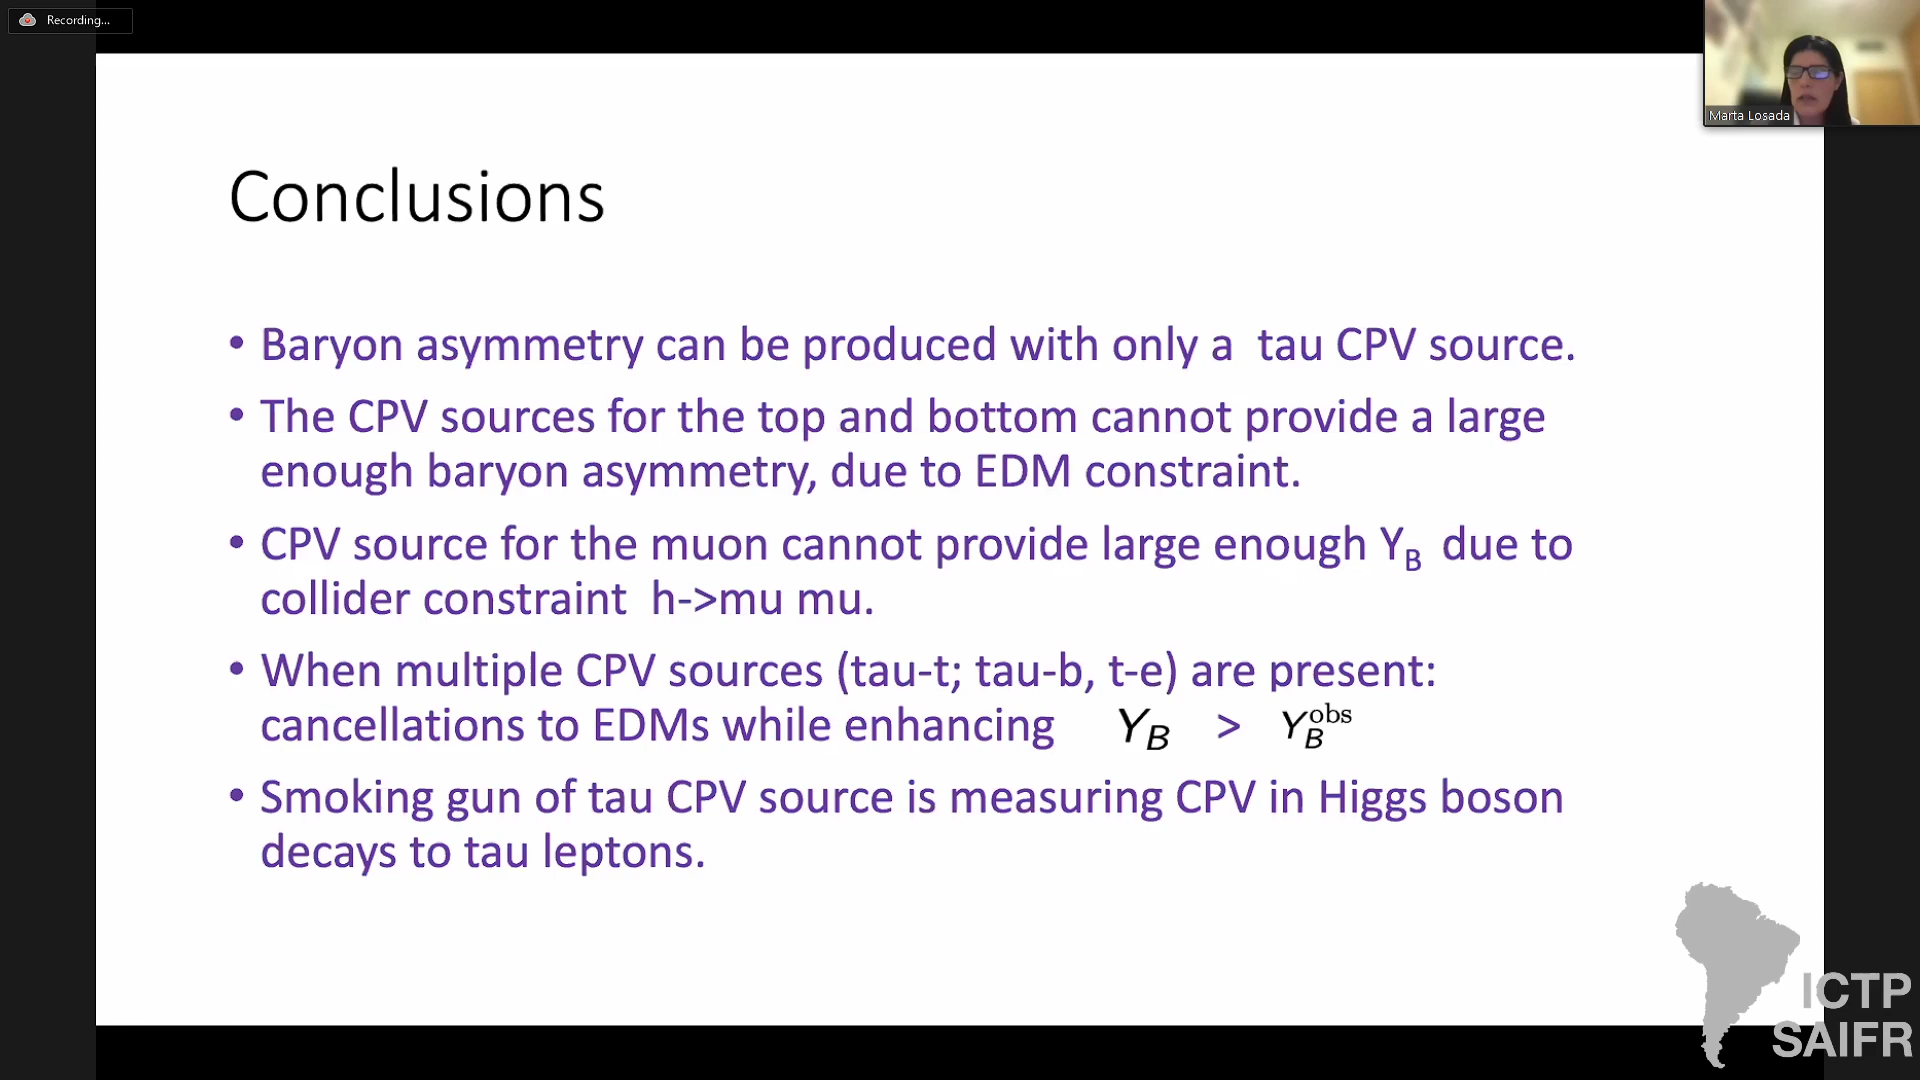 Recording...
Marta Losada
Conclusions
• Baryon asymmetry can be produced with only a tau CPV source.
• The CPV sources for the top and bottom cannot provide a large
enough baryon asymmetry, due to EDM constraint.
• CPV source for the muon cannot provide large enough Y_B due to
collider constraint h->mu mu.
• When multiple CPV sources (tau-t; tau-b, t-e) are present:
cancellations to EDMs while enhancing Y_B > Y_B^obs
• Smoking gun of tau CPV source is measuring CPV in Higgs boson
decays to tau leptons.
ICTP
SAIFR